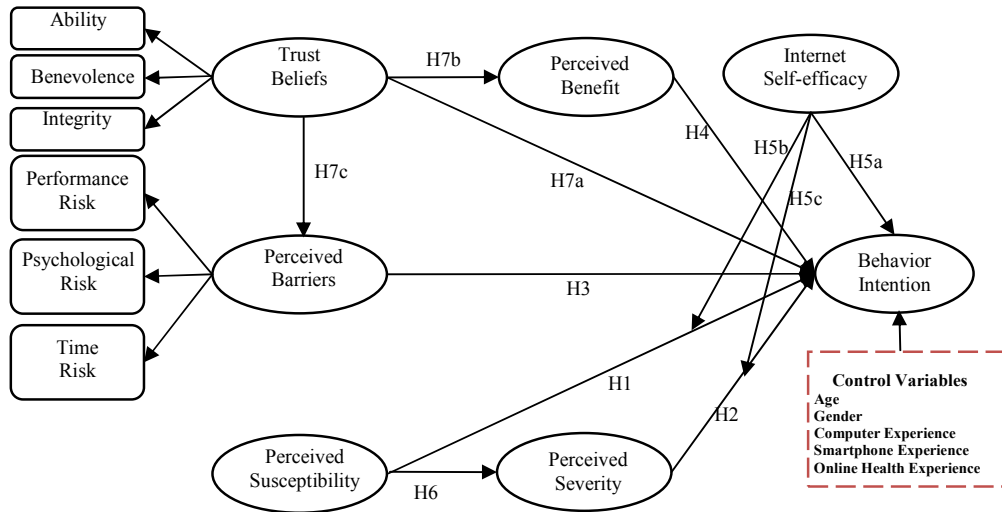 Ability
Benevolence
Integrity
Performance
Risk
Psychological
Risk
Time
Risk
Trust
Beliefs
H7b
Perceived
Benefit
Internet
Self-efficacy
H4
H5b
H5a
H7c
H7a
H5c
Perceived
Barriers
H3
Behavior
Intention
H1
H2
Perceived
Susceptibility
H6
Perceived
Severity
Control Variables
Age
Gender
Computer Experience
Smartphone Experience
Online Health Experience